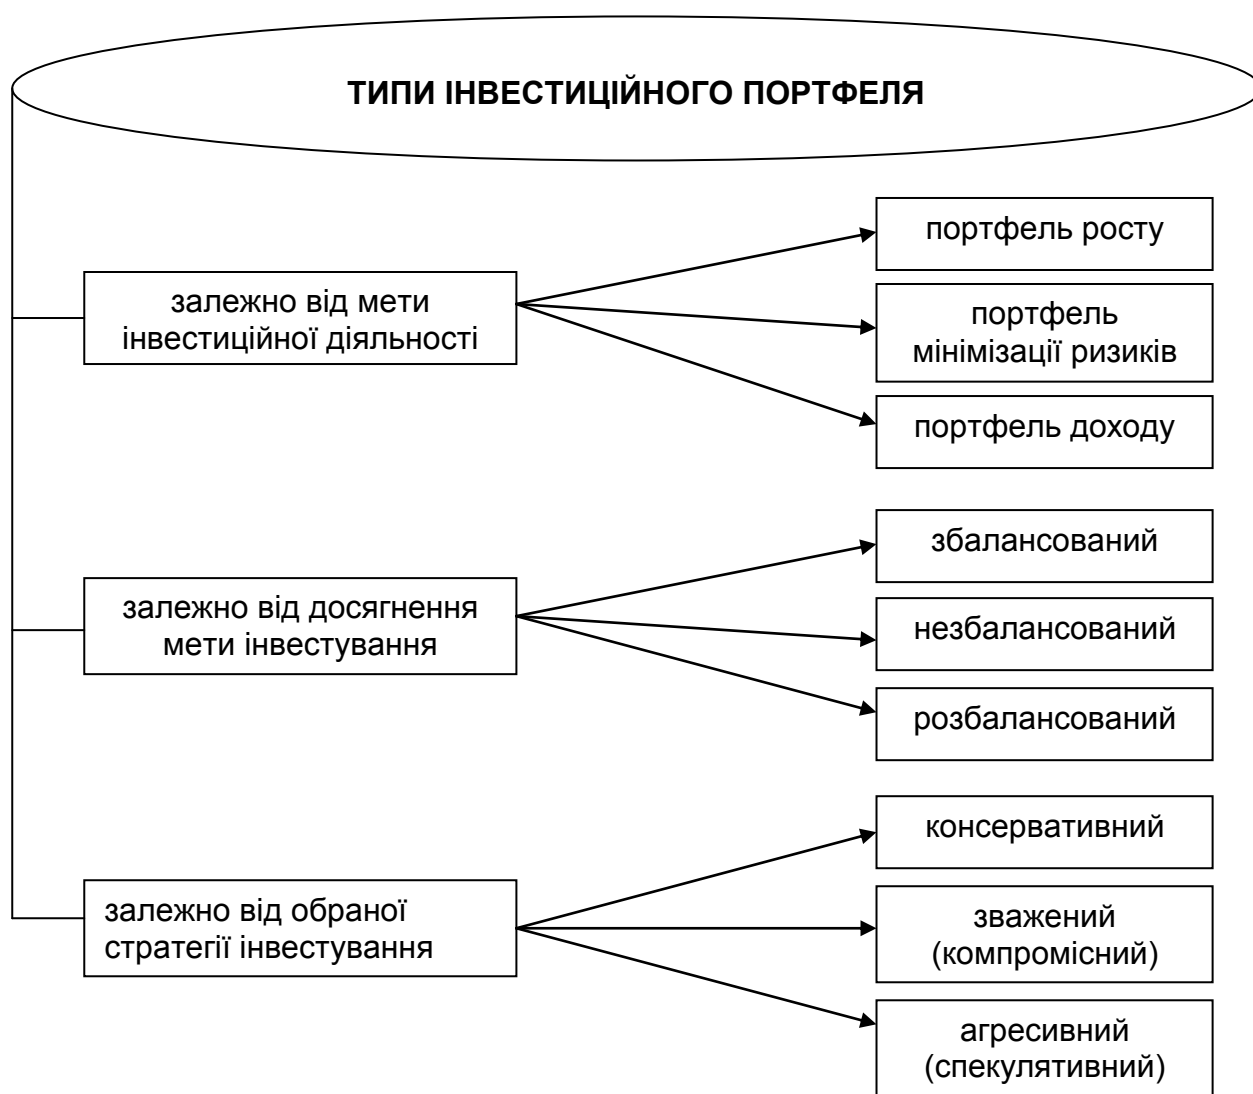 ТИПИ ІНВЕСТИЦІЙНОГО ПОРТФЕЛЯ
залежно від мети
інвестиційної діяльності
портфель росту
портфель
мінімізації ризиків
портфель доходу
залежно від досягнення
мети інвестування
збалансований
незбалансований
розбалансований
залежно від обраної
стратегії інвестування
консервативний
зважений
(компромісний)
агресивний
(спекулятивний)